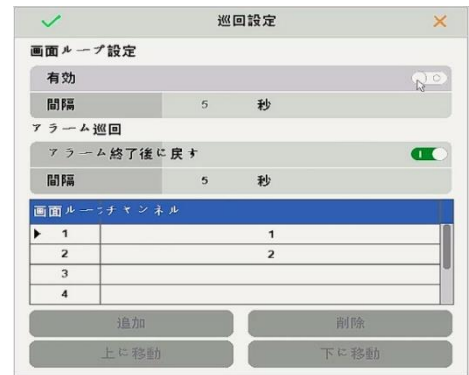 巡回設定
画面ループ設定
有効
間隔 5 秒
アラーム巡回
アラーム終了後に戻す
間隔 5 秒
画面ルー チャンネル
1 1
2 2
3
4
追加 削除
上に移動 下に移動